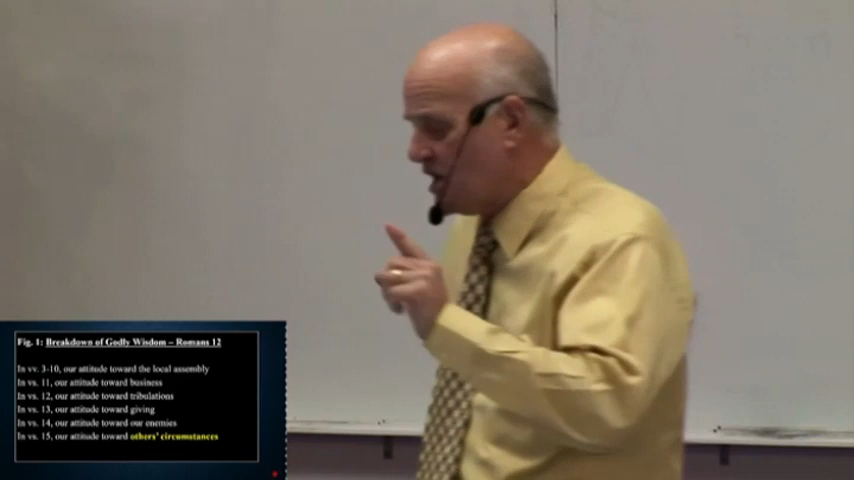 Fig. 1: Breakdown of Godly Wisdom – Romans 12
In vv. 3-10, our attitude toward the local assembly
In vs. 11, our attitude toward business
In vs. 12, our attitude toward tribulations
In vs. 13, our attitude toward giving
In vs. 14, our attitude toward our enemies
In vs. 15, our attitude toward others' circumstances